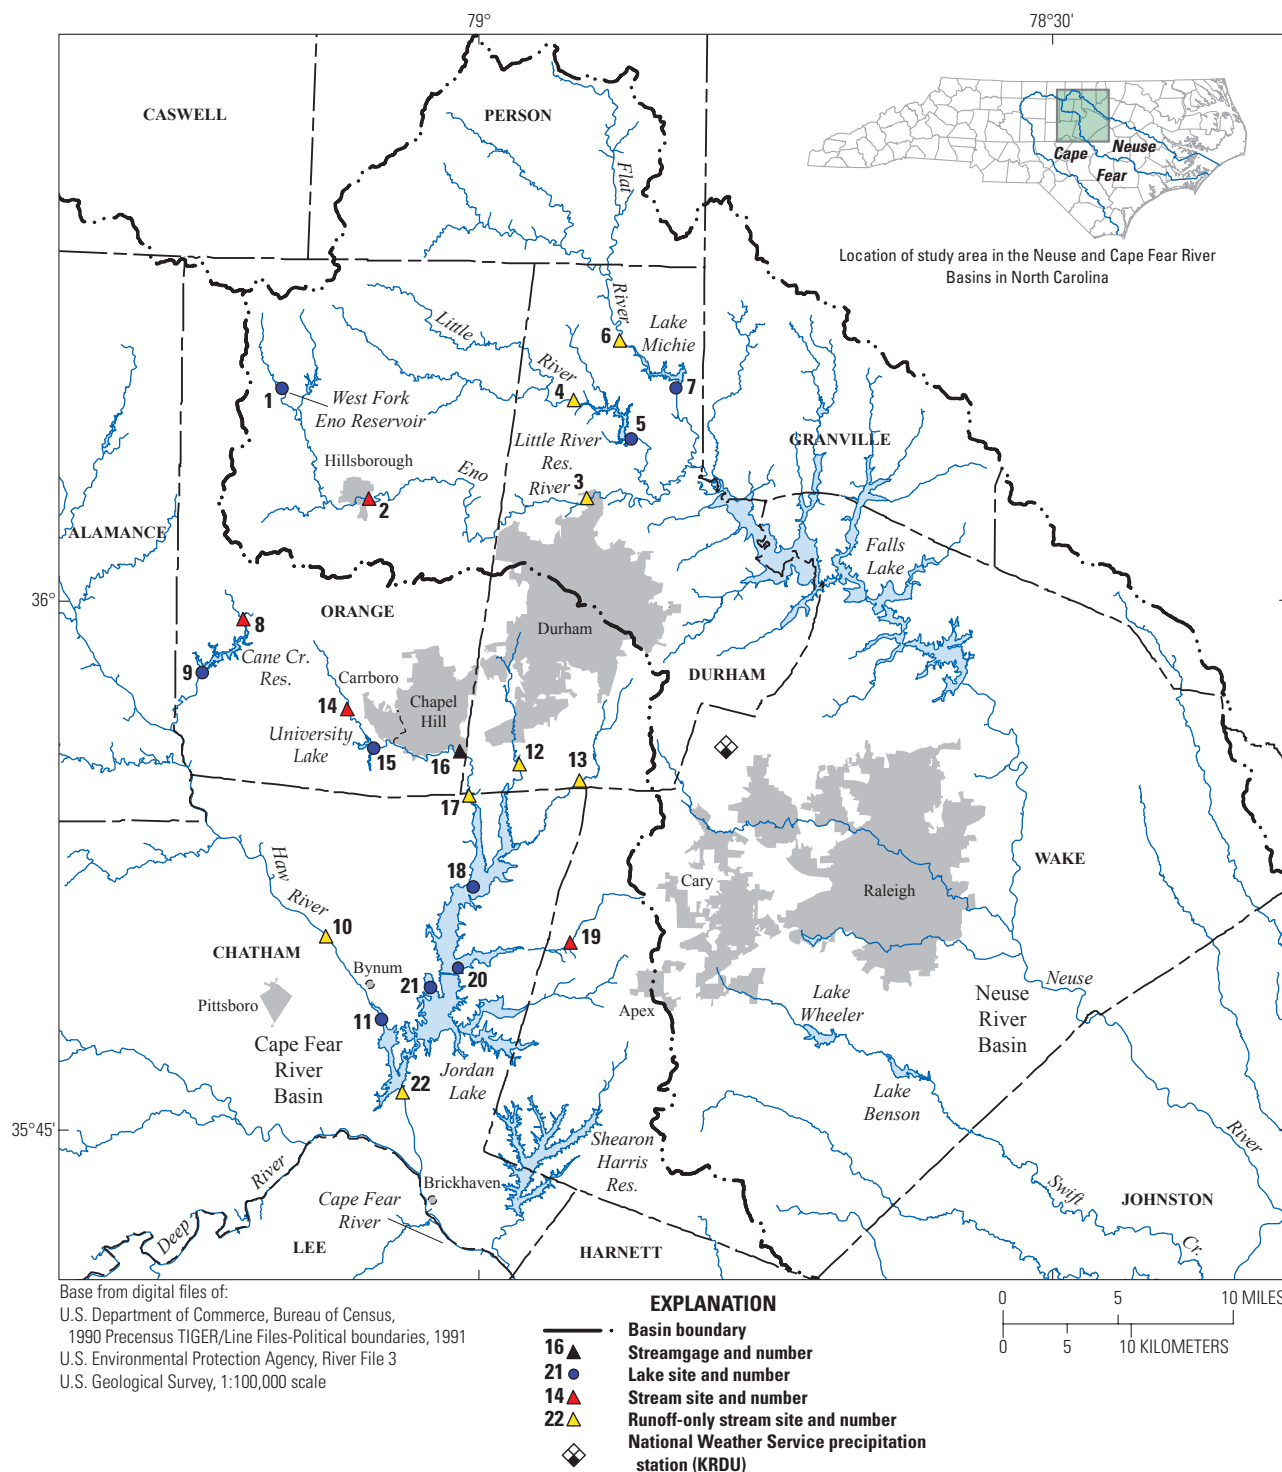 79°
78°30'
CASWELL
PERSON
Flat
River
Cape
Neuse
Fear
Location of study area in the Neuse and Cape Fear River
Basins in North Carolina
Little
River
6
Lake
Michie
7
1
West Fork
Eno Reservoir
4
5
Little River
Res.
GRANVILLE
Hillsborough
Eno
River
3
2
ALAMANCE
Falls
Lake
36°
ORANGE
8
Durham
9
Cane Cr.
Res.
Carrboro
Chapel
Hill
DURHAM
14
University
Lake
15
16
12
13
17
Haw
River
18
WAKE
Cary
Raleigh
10
19
CHATHAM
Bynum
20
21
Neuse
Pittsboro
Apex
Lake
Wheeler
Neuse
River
Basin
11
Cape Fear
River
Basin
Jordan
Lake
22
Lake
Benson
35°45'
Shearon
Harris
Res.
River
Deep
River
Brickhaven
Cape Fear
River
Swift
Cr.
JOHNSTON
LEE
HARNETT
Base from digital files of:
U.S. Department of Commerce, Bureau of Census,
1990 Precensus TIGER/Line Files-Political boundaries, 1991
U.S. Environmental Protection Agency, River File 3
U.S. Geological Survey, 1:100,000 scale
EXPLANATION
Basin boundary
16 Streamgage and number
21 Lake site and number
14 Stream site and number
22 Runoff-only stream site and number
National Weather Service precipitation
station (KRDU)
0 5 10 MILES
0 5 10 KILOMETERS